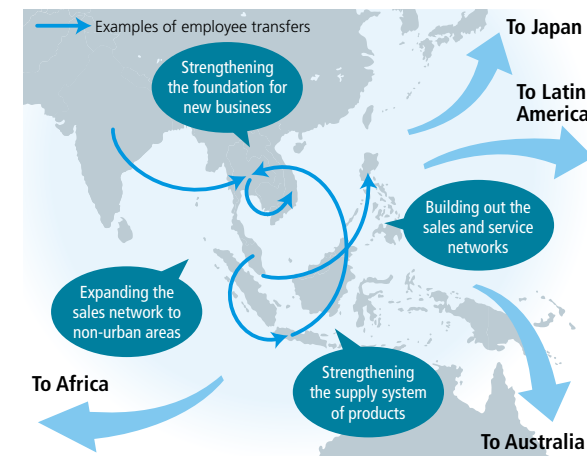 Examples of employee transfers
To Japan
Strengthening
the foundation for
new business
To Latin
America
Building out the
sales and service
networks
Expanding the
sales network to
non-urban areas
Strengthening
the supply system
of products
To Africa
To Australia